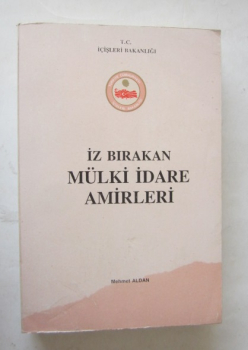 T.C.
İÇİŞLERİ BAKANLIĞI
İZ BIRAKAN
MÜLKİ İDARE
AMİRLERİ
Mehmet ALDAN